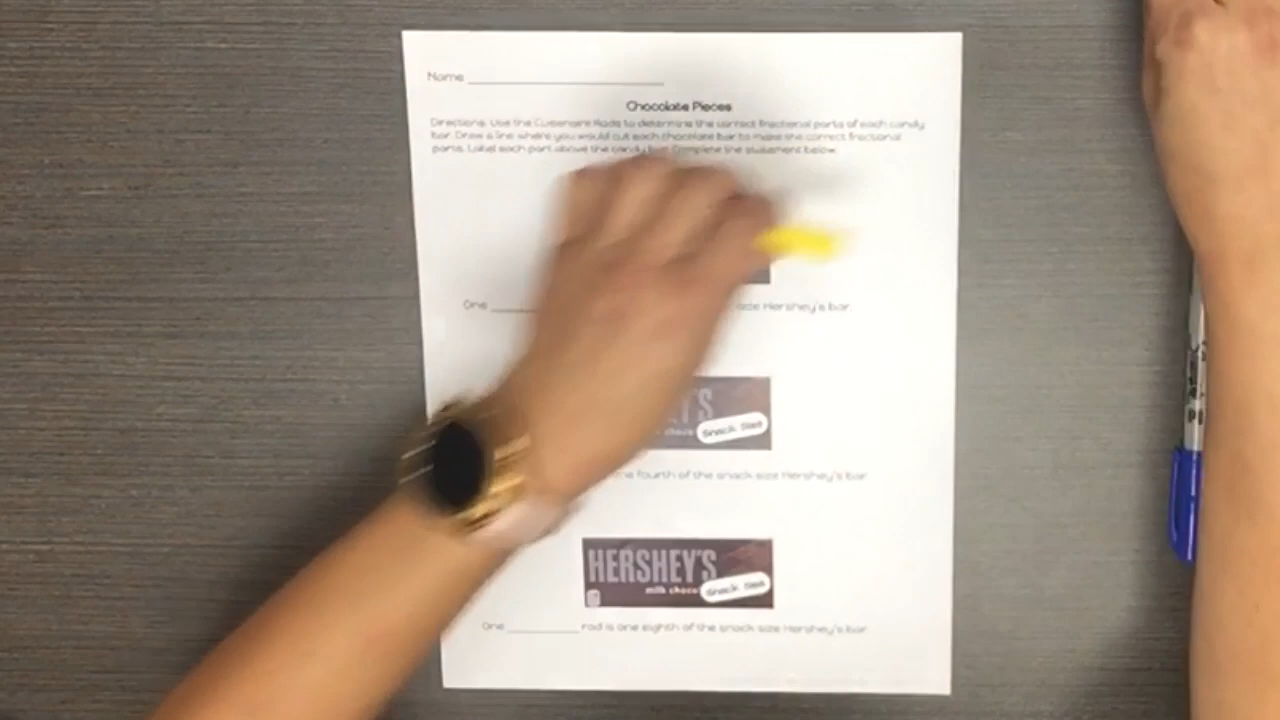 Name
Chocolate Pieces
Directions: Use the Cuisenaire Rods to determine the correct fractional parts of each candy
bar. Draw a line where you would cut each chocolate bar to make the correct fractional
parts. Label each part above the candy bar. Complete the statement below.
One size Hershey's bar
Snack Size
fourth of the snack size Hershey's bar
HERSHEY'S
milk choco
Snack Size
One rod is one eighth of the snack size Hershey's bar